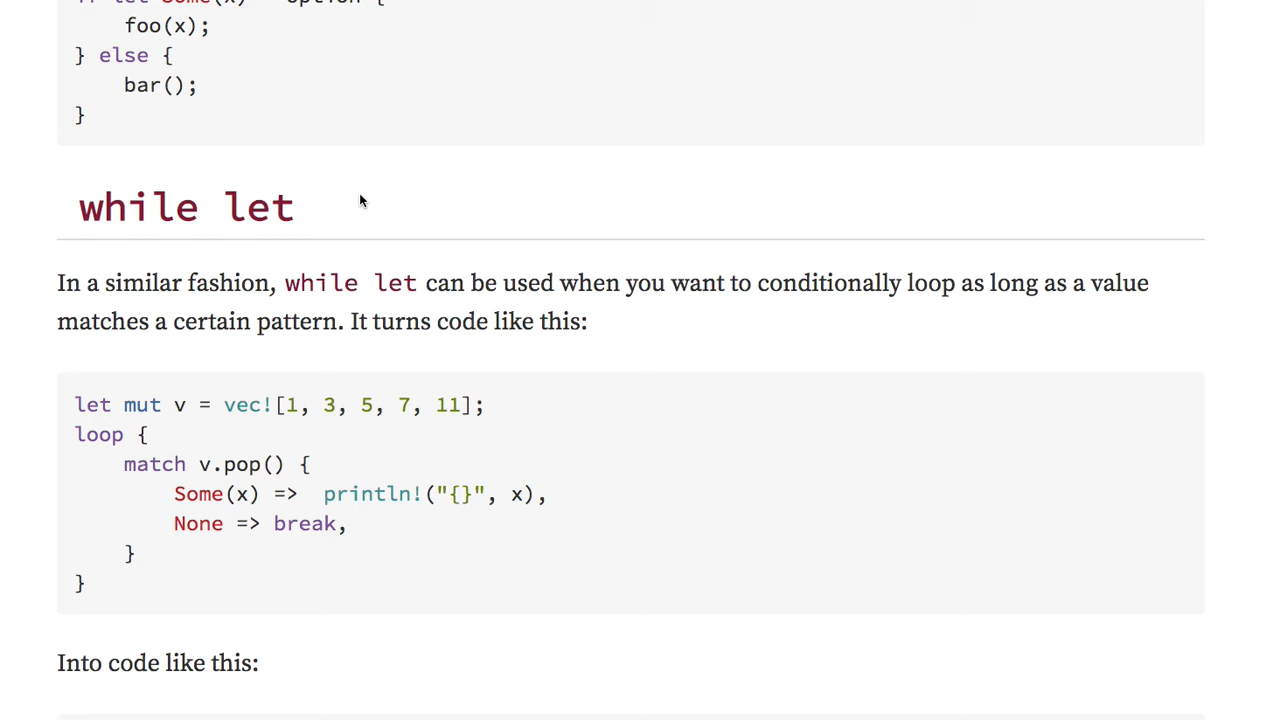 foo(x);
} else {
bar();
}
while let
In a similar fashion, while let can be used when you want to conditionally loop as long as a value
matches a certain pattern. It turns code like this:
let mut v = vec![1, 3, 5, 7, 11];
loop {
match v.pop() {
Some(x) =>  println!("{}", x),
None => break,
}
}
Into code like this: